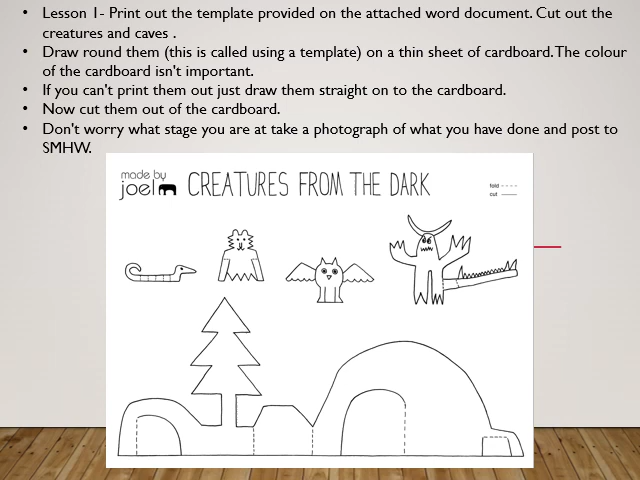 • Lesson 1- Print out the template provided on the attached word document. Cut out the
creatures and caves .
• Draw round them (this is called using a template) on a thin sheet of cardboard. The colour
of the cardboard isn't important.
• If you can't print them out just draw them straight on to the cardboard.
• Now cut them out of the cardboard.
• Don't worry what stage you are at take a photograph of what you have done and post to
SMHW.
made by
joel CREATURES FROM THE DARK
fold ----
cut ——